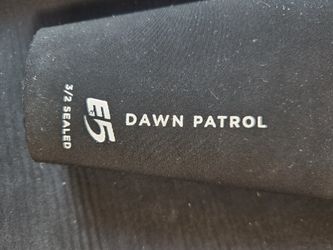 E5 DAWN PATROL
3/2 SEALED